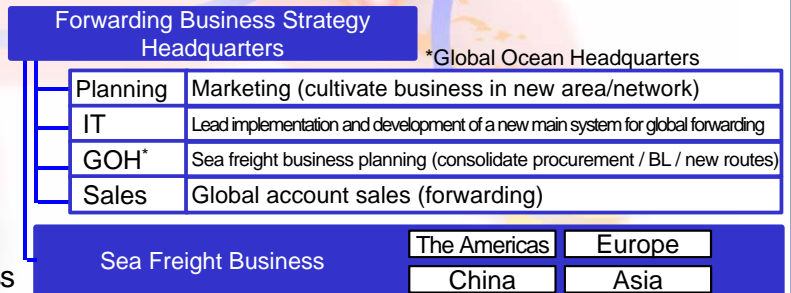 Forwarding Business Strategy
Headquarters
*Global Ocean Headquarters
Planning Marketing (cultivate business in new area/network)
IT Lead implementation and development of a new main system for global forwarding
GOH* Sea freight business planning (consolidate procurement / BL / new routes)
Sales Global account sales (forwarding)
Sea Freight Business
The Americas Europe
China Asia
s